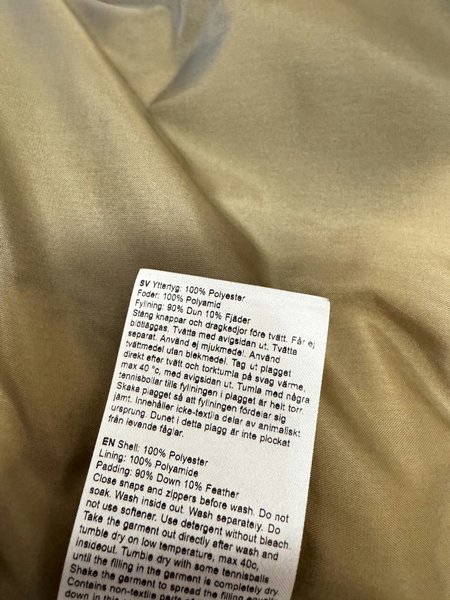 SV Yttertyg: 100% Polyester
Foder: 100% Polyamid
Fyllning: 90% Dun 10% Fjäder
Stäng knappar och dragkedjor före tvätt. Får ej
blötläggas. Tvätta med avigsidan ut. Tvätta
separat. Använd ej mjukmedel. Använd
tvättmedel utan blekmedel. Tag ut plagget
direkt efter tvätt och torktumla på svag värme,
max 40 °c, med avigsidan ut. Tumla med några
tennisbollar tills fyllningen i plagget är helt torr.
Skaka plagget så att fyllningen fördelar sig
jämt. Innehåller icke-textila delar av animaliskt
ursprung. Dunet i detta plagg är inte plockat
från levande fåglar.
EN Shell: 100% Polyester
Lining: 100% Polyamide
Padding: 90% Down 10% Feather
Close snaps and zippers before wash. Do not
soak. Wash inside out. Wash separately. Do
not use softener. Use detergent without bleach.
Take the garment out directly after wash and
tumble dry on low temperature, max 40c,
insideout. Tumble dry with some tennisballs
until the filling in the garment is completely dry.
Shake the garment to spread the filling
Contains non-textile parts
down in this